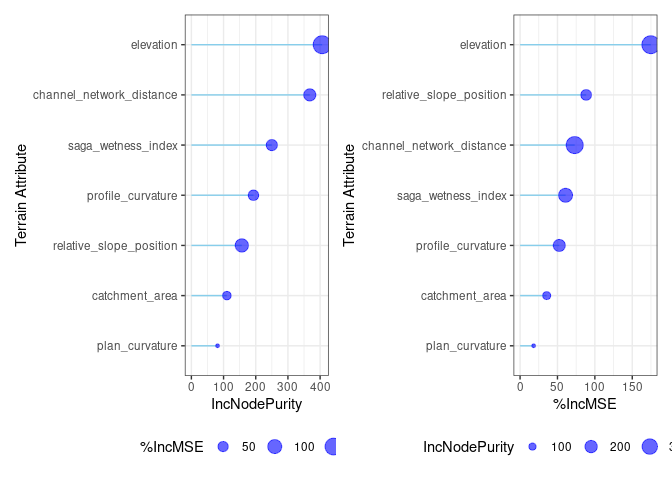 Terrain Attribute
elevation
channel_network_distance
saga_wetness_index
profile_curvature
relative_slope_position
catchment_area
plan_curvature
0 100 200 300 400
IncNodePurity
%IncMSE 50 100
Terrain Attribute
elevation
relative_slope_position
channel_network_distance
saga_wetness_index
profile_curvature
catchment_area
plan_curvature
0 50 100 150
%IncMSE
IncNodePurity 100 200